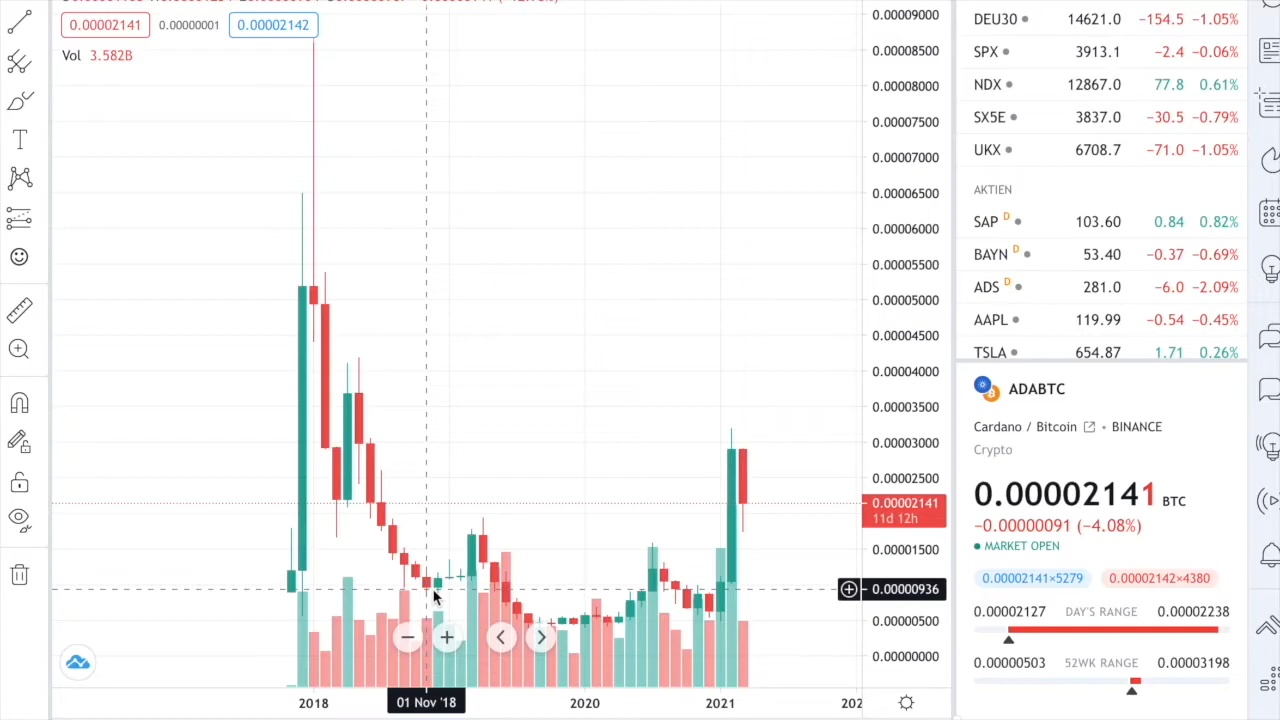 0.00002141 0.00000001 0.00002142
Vol 3.582B
0.00009000
0.00008500
0.00008000
0.00007500
0.00007000
0.00006500
0.00006000
0.00005500
0.00005000
0.00004500
0.00004000
0.00003500
0.00003000
0.00002500
0.00002141
11d 12h
0.00001500
0.00000936
0.00000500
0.00000000
2018 01 Nov '18 2020 2021 202
DEU30 14621.0 −154.5 −1.05%
SPX 3913.1 −2.4 −0.06%
NDX 12867.0 77.8 0.61%
SX5E 3837.0 −30.5 −0.79%
UKX 6708.7 −71.0 −1.05%
AKTIEN
SAP D 103.60 0.84 0.82%
BAYN D 53.40 −0.37 −0.69%
ADS D 281.0 −6.0 −2.09%
AAPL 119.99 −0.54 −0.45%
TSLA 654.87 1.71 0.26%
ADABTC
Cardano / Bitcoin • BINANCE
Crypto
0.00002141 BTC
−0.00000091 (−4.08%)
MARKET OPEN
0.00002141×5279 0.00002142×4380
0.00002127 DAY'S RANGE 0.00002238
0.00000503 52WK RANGE 0.00003198